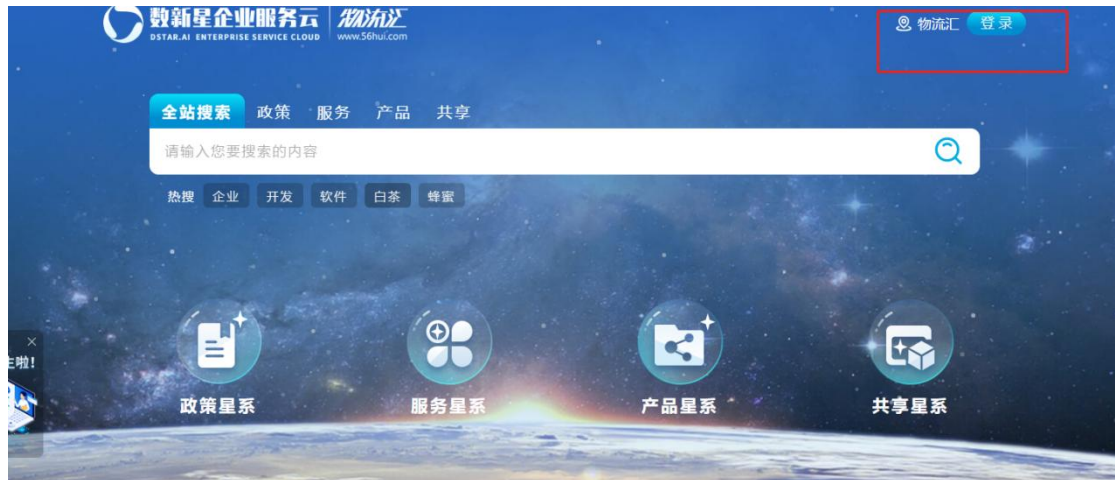 数新星企业服务云
DSTAR.AI ENTERPRISE SERVICE CLOUD
物流汇
www.56hui.com
物流汇 登录
全站搜索 政策 服务 产品 共享
请输入您要搜索的内容
热搜 企业 开发 软件 白茶 蜂蜜
主啦!
政策星系 服务星系 产品星系 共享星系